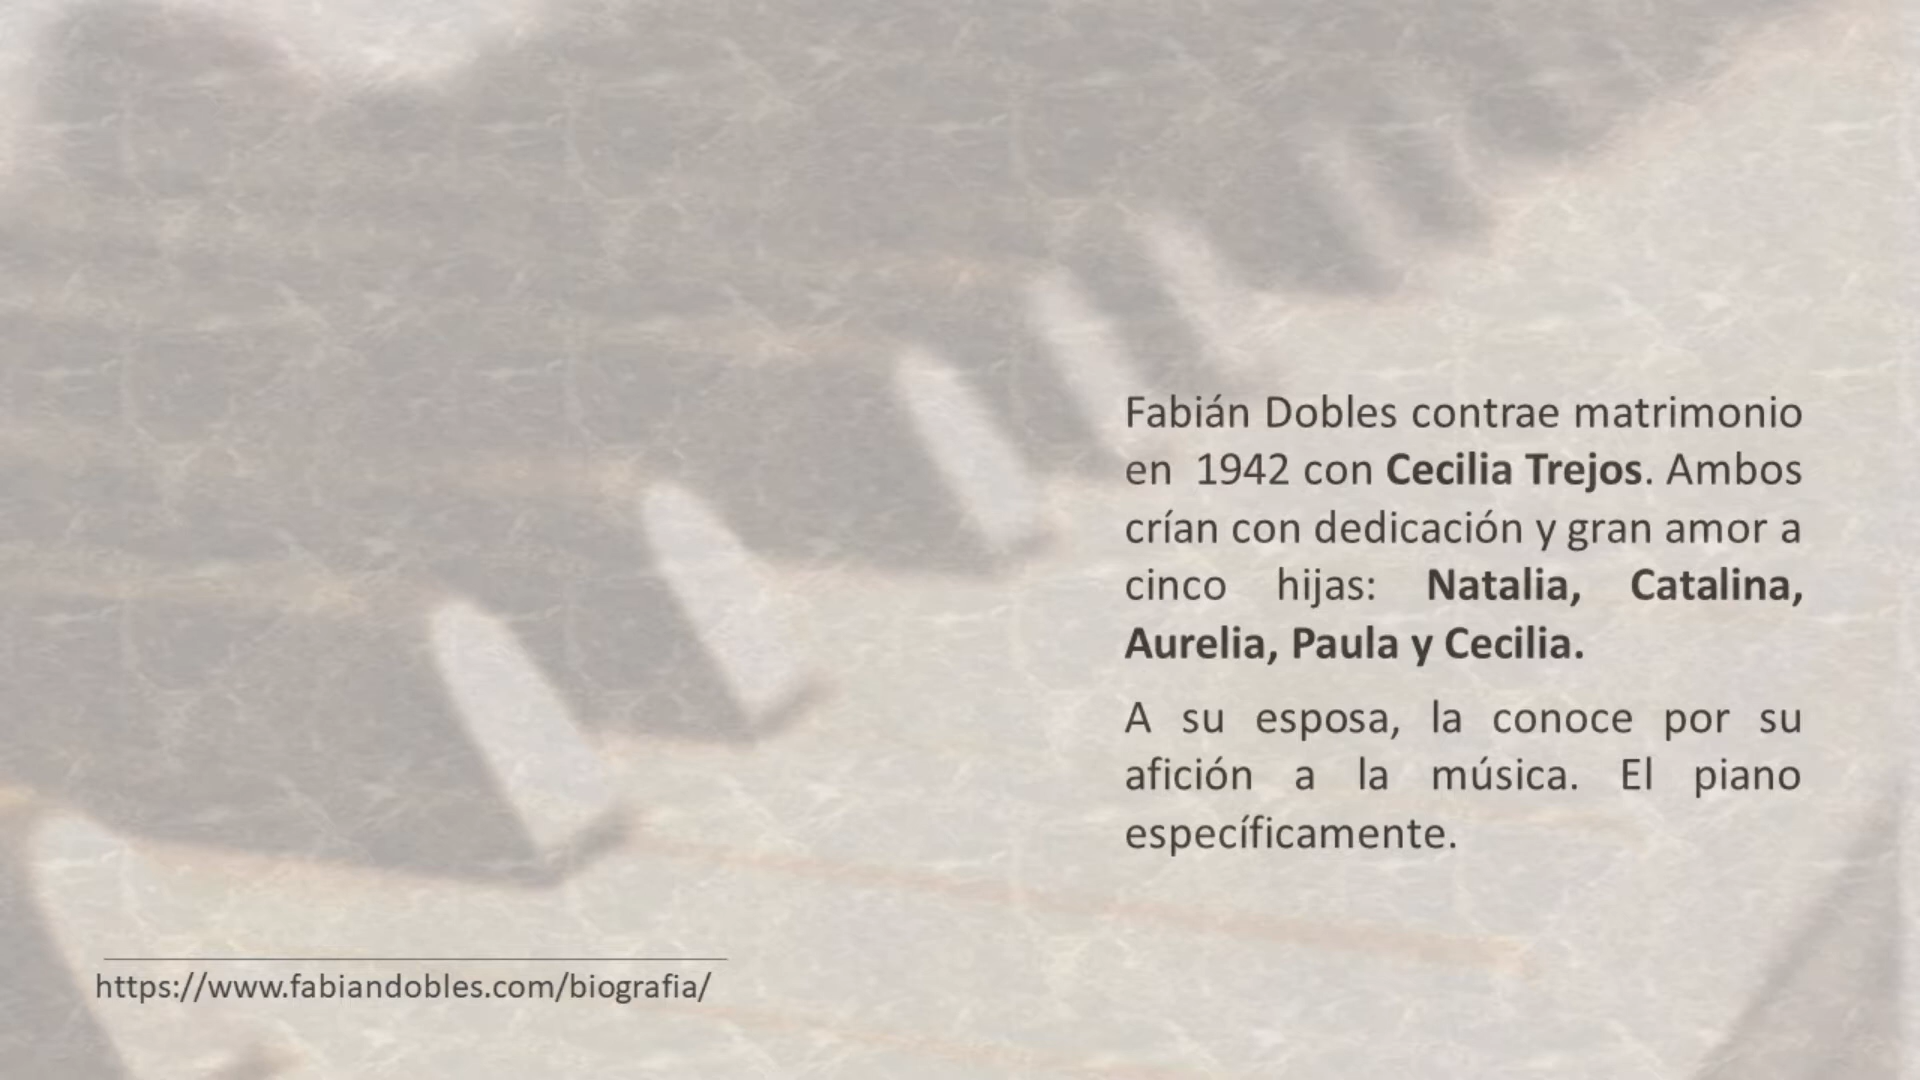 Fabián Dobles contrae matrimonio
en 1942 con Cecilia Trejos. Ambos
crían con dedicación y gran amor a
cinco hijas: Natalia, Catalina,
Aurelia, Paula y Cecilia.
A su esposa, la conoce por su
afición a la música. El piano
específicamente.
https://www.fabiandobles.com/biografia/